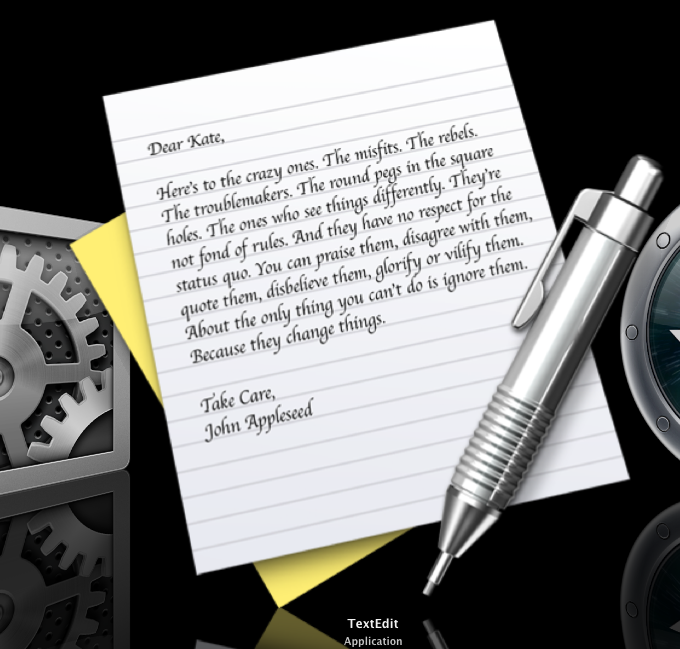 Dear Kate,
Here's to the crazy ones. The misfits. The rebels.
The troublemakers. The round pegs in the square
holes. The ones who see things differently. They're
not fond of rules. And they have no respect for the
status quo. You can praise them, disagree with them,
quote them, disbelieve them, glorify or vilify them.
About the only thing you can't do is ignore them.
Because they change things.
Take Care,
John Appleseed
TextEdit
Application